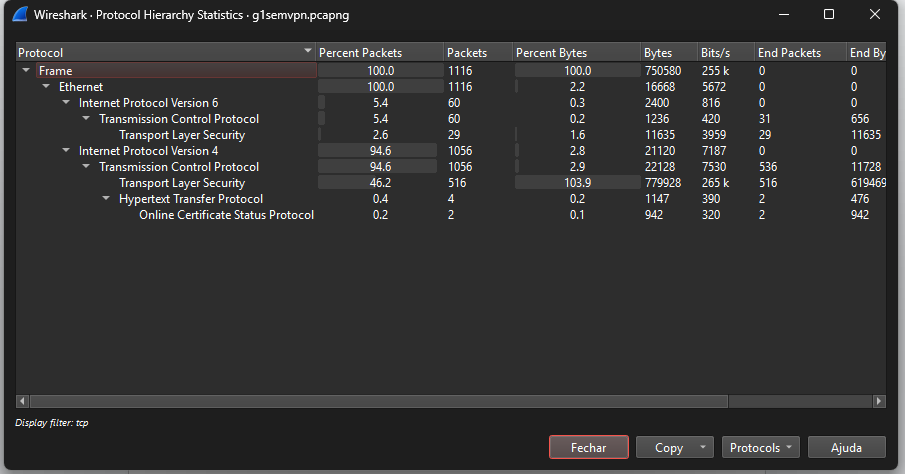 Wireshark · Protocol Hierarchy Statistics · g1semvpn.pcapng
Protocol Percent Packets Packets Percent Bytes Bytes Bits/s End Packets End By
Frame 100.0 1116 100.0 750580 255 k 0 0
Ethernet 100.0 1116 2.2 16668 5672 0 0
Internet Protocol Version 6 5.4 60 0.3 2400 816 0 0
Transmission Control Protocol 5.4 60 0.2 1236 420 31 656
Transport Layer Security 2.6 29 1.6 11635 3959 29 11635
Internet Protocol Version 4 94.6 1056 2.8 21120 7187 0 0
Transmission Control Protocol 94.6 1056 2.9 22128 7530 536 11728
Transport Layer Security 46.2 516 103.9 779928 265 k 516 619469
Hypertext Transfer Protocol 0.4 4 0.2 1147 390 2 476
Online Certificate Status Protocol 0.2 2 0.1 942 320 2 942
Display filter: tcp
Fechar Copy Protocols Ajuda